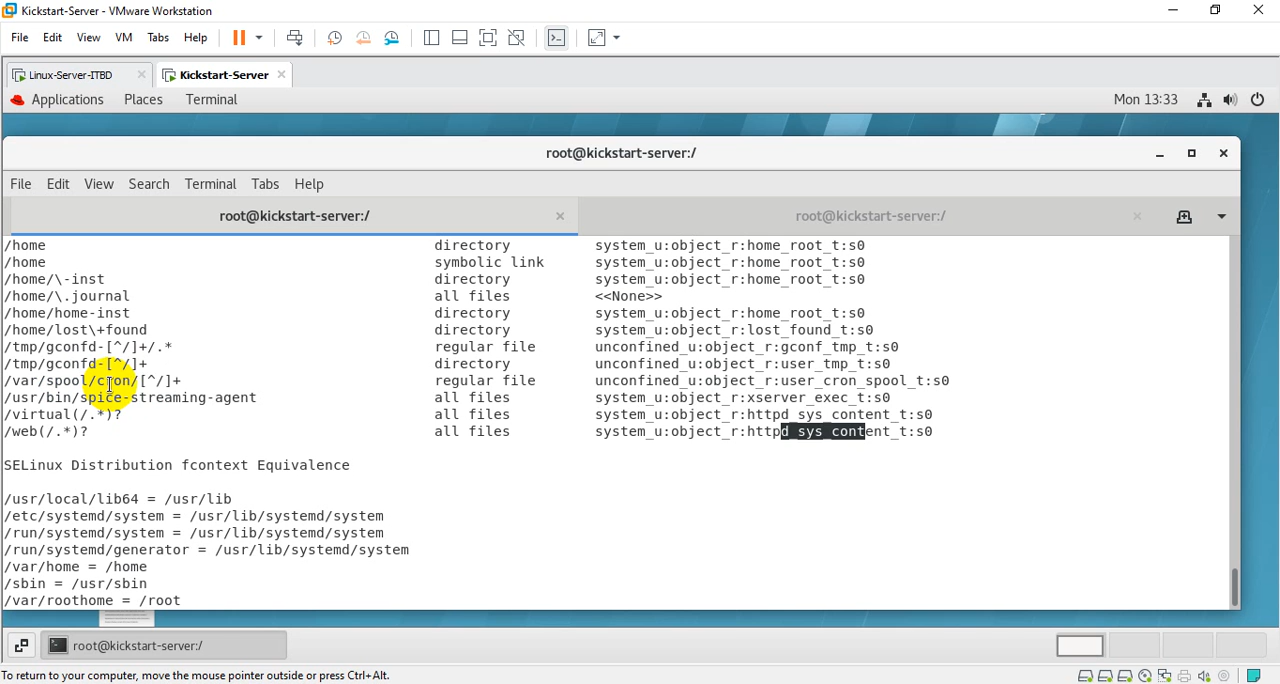 Kickstart-Server - VMware Workstation
File Edit View VM Tabs Help
Linux-Server-ITBD Kickstart-Server
Applications Places Terminal Mon 13:33
root@kickstart-server:/
File Edit View Search Terminal Tabs Help
root@kickstart-server:/ root@kickstart-server:/
/home directory system_u:object_r:home_root_t:s0
/home symbolic link system_u:object_r:home_root_t:s0
/home/\-inst directory system_u:object_r:home_root_t:s0
/home/\.journal all files <<None>>
/home/home-inst directory system_u:object_r:home_root_t:s0
/home/lost\+found directory system_u:object_r:lost_found_t:s0
/tmp/gconfd-[^/]+/.* regular file unconfined_u:object_r:gconf_tmp_t:s0
/tmp/gconfd-[^/]+ directory unconfined_u:object_r:user_tmp_t:s0
/var/spool/cron/[^/]+ regular file unconfined_u:object_r:user_cron_spool_t:s0
/usr/bin/spice-streaming-agent all files system_u:object_r:xserver_exec_t:s0
/virtual(/.*)? all files system_u:object_r:httpd_sys_content_t:s0
/web(/.*)? all files system_u:object_r:httpd_sys_content_t:s0
SELinux Distribution fcontext Equivalence
/usr/local/lib64 = /usr/lib
/etc/systemd/system = /usr/lib/systemd/system
/run/systemd/system = /usr/lib/systemd/system
/run/systemd/generator = /usr/lib/systemd/system
/var/home = /home
/sbin = /usr/sbin
/var/roothome = /root
root@kickstart-server:/
To return to your computer, move the mouse pointer outside or press Ctrl+Alt.